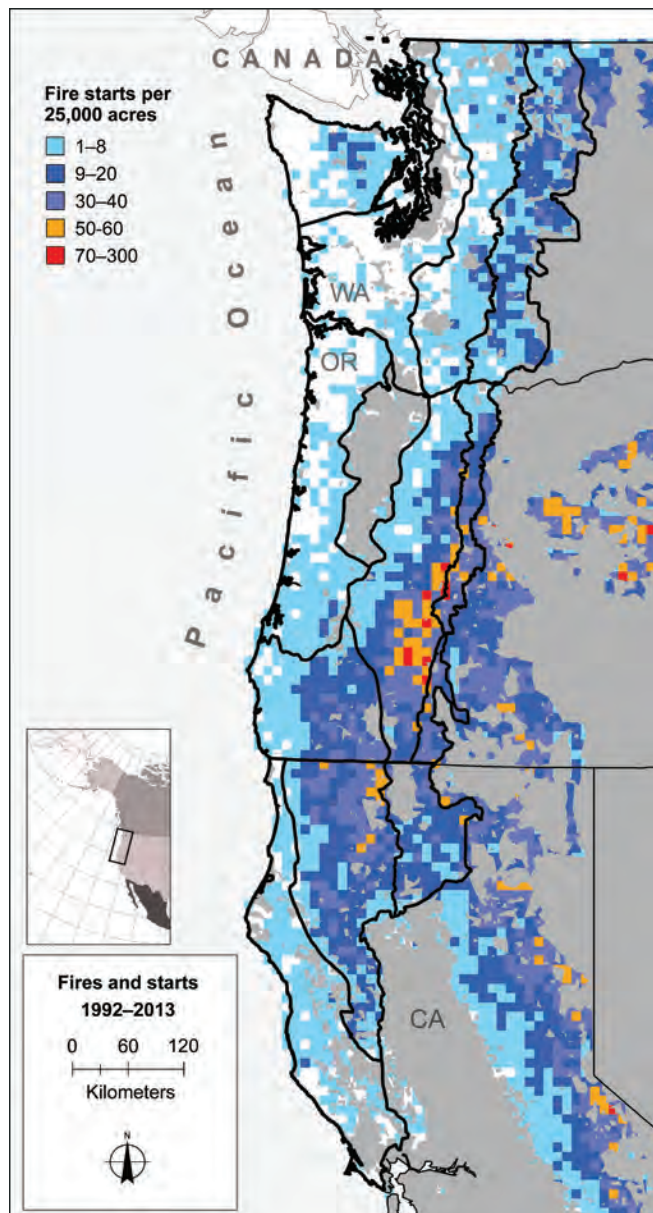 CANADA
Fire starts per
25,000 acres
1–8
9–20
30–40
50-60
70–300
Pacific Ocean
WA
OR
CA
Fires and starts
1992–2013
0 60 120
Kilometers
N